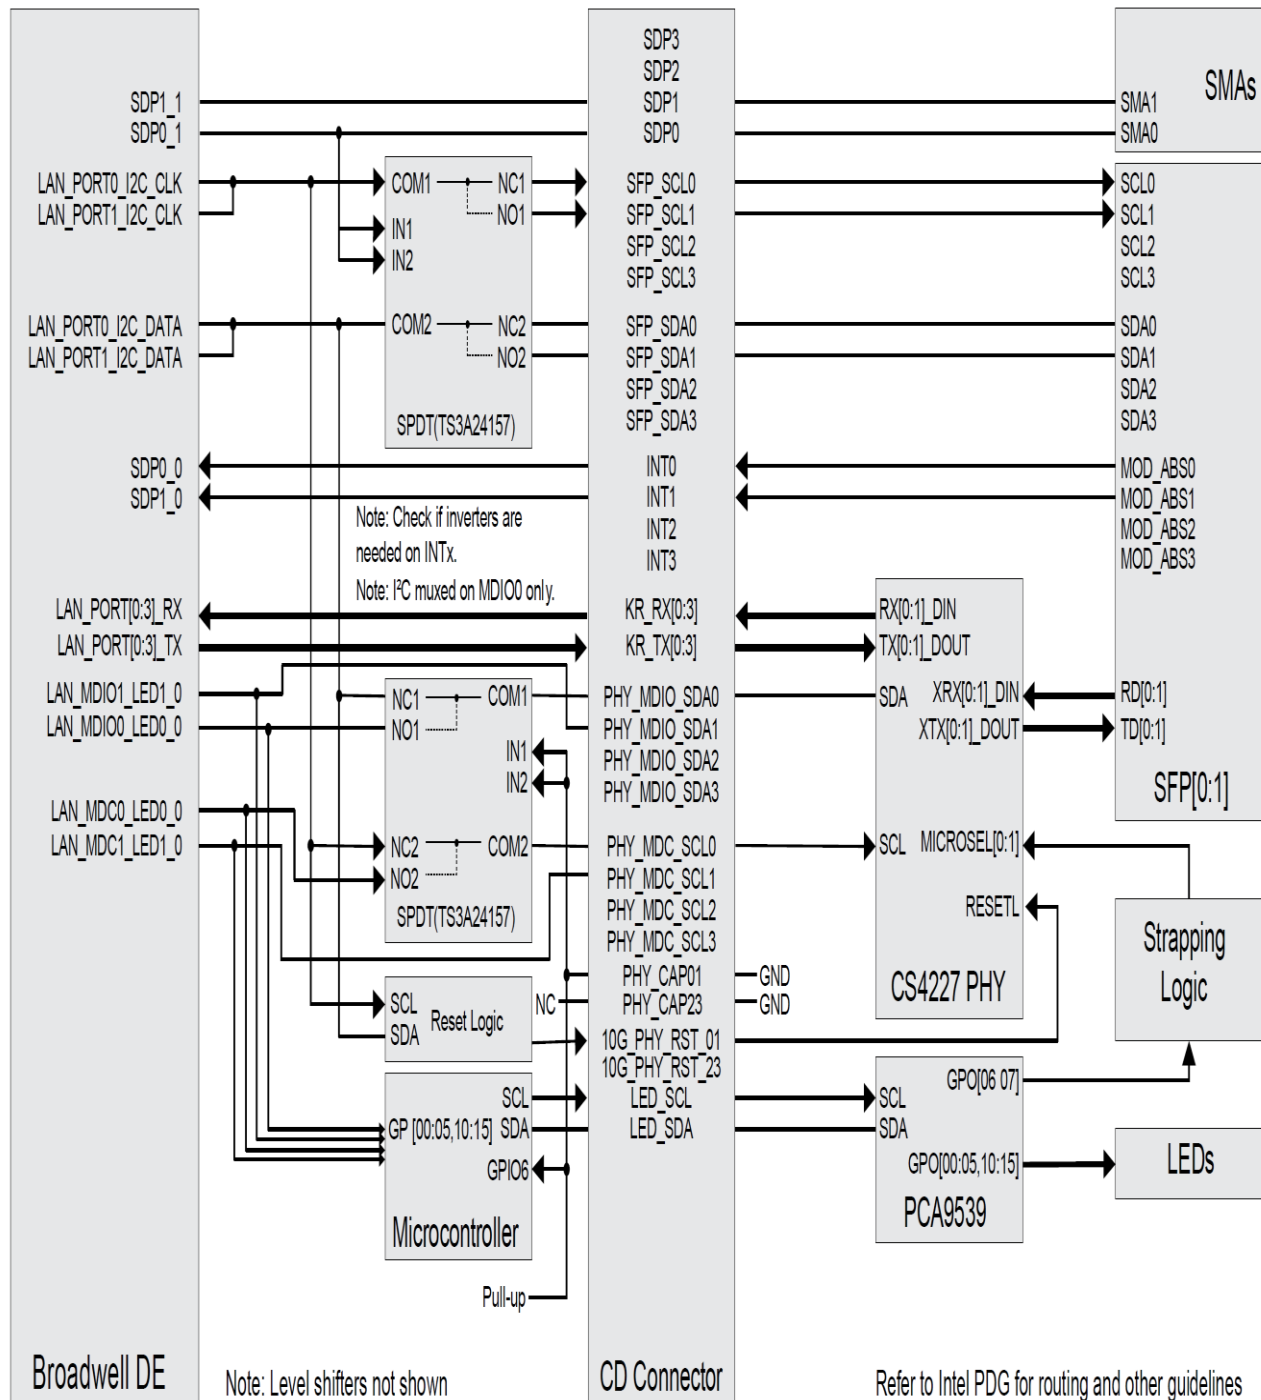 SDP3
SDP2
SDP1_1
SDP1
SMA1
SMAs
SDP0_1
SDP0
SMA0
LAN_PORT0_I2C_CLK
COM1
NC1
SFP_SCL0
SCL0
LAN_PORT1_I2C_CLK
NO1
SFP_SCL1
SCL1
IN1
IN2
SFP_SCL2
SCL2
SFP_SCL3
SCL3
LAN_PORT0_I2C_DATA
COM2
NC2
SFP_SDA0
SDA0
LAN_PORT1_I2C_DATA
NO2
SFP_SDA1
SDA1
SFP_SDA2
SDA2
SFP_SDA3
SDA3
SPDT(TS3A24157)
SDP0_0
INT0
MOD_ABS0
SDP1_0
INT1
MOD_ABS1
INT2
MOD_ABS2
INT3
MOD_ABS3
Note: Check if inverters are
needed on INTx.
Note: I²C muxed on MDIO0 only.
LAN_PORT[0:3]_RX
KR_RX[0:3]
RX[0:1]_DIN
LAN_PORT[0:3]_TX
KR_TX[0:3]
TX[0:1]_DOUT
LAN_MDIO1_LED1_0
NC1
COM1
PHY_MDIO_SDA0
SDA
XRX[0:1]_DIN
RD[0:1]
LAN_MDIO0_LED0_0
NO1
PHY_MDIO_SDA1
XTX[0:1]_DOUT
TD[0:1]
IN1
PHY_MDIO_SDA2
IN2
PHY_MDIO_SDA3
SFP[0:1]
LAN_MDC0_LED0_0
LAN_MDC1_LED1_0
NC2
COM2
PHY_MDC_SCL0
SCL
MICROSEL[0:1]
NO2
PHY_MDC_SCL1
PHY_MDC_SCL2
RESETL
SPDT(TS3A24157)
PHY_MDC_SCL3
Strapping
Logic
PHY_CAP01
GND
CS4227 PHY
SCL
Reset Logic
SDA
NC
PHY_CAP23
GND
10G_PHY_RST_01
10G_PHY_RST_23
GPO[06 07]
SCL
LED_SCL
SCL
GP [00:05,10:15]
SDA
LED_SDA
SDA
GPIO6
GPO[00:05,10:15]
LEDs
Microcontroller
PCA9539
Pull-up
Broadwell DE
Note: Level shifters not shown
CD Connector
Refer to Intel PDG for routing and other guidelines